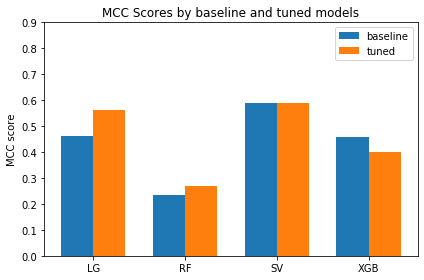 MCC Scores by baseline and tuned models
baseline
tuned
MCC score
0.9
0.8
0.7
0.6
0.5
0.4
0.3
0.2
0.1
0.0
LG RF SV XGB